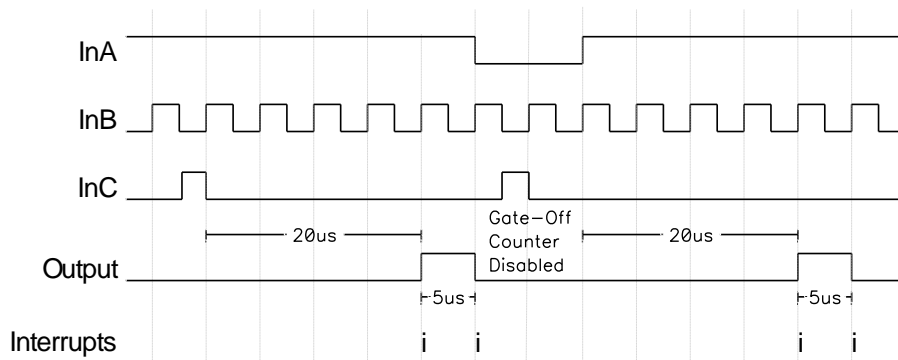 InA
InB
InC
Gate-Off
20us
Counter
20us
Output
Disabled
5us
5us
Interrupts
i i i i